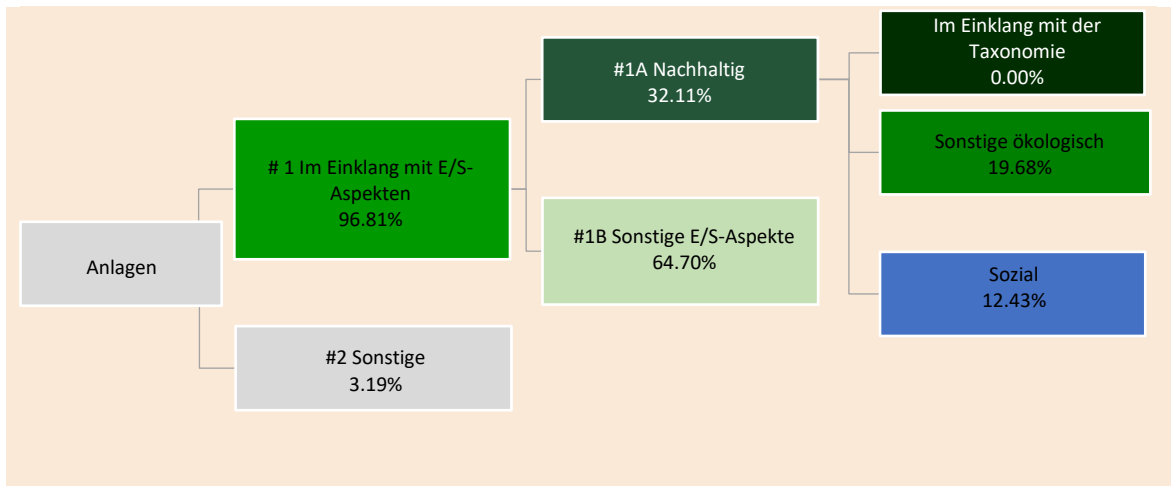 Anlagen
# 1 Im Einklang mit E/S-
Aspekten
96.81%
#2 Sonstige
3.19%
#1A Nachhaltig
32.11%
#1B Sonstige E/S-Aspekte
64.70%
Im Einklang mit der
Taxonomie
0.00%
Sonstige ökologisch
19.68%
Sozial
12.43%